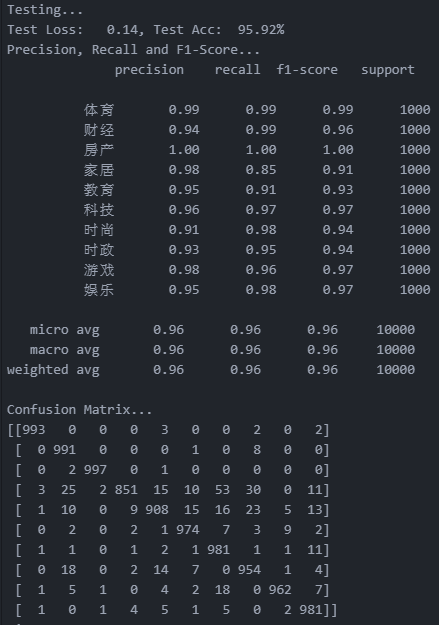 Testing...
Test Loss:   0.14, Test Acc:  95.92%
Precision, Recall and F1-Score...
              precision    recall  f1-score   support

          体育       0.99      0.99      0.99      1000
          财经       0.94      0.99      0.96      1000
          房产       1.00      1.00      1.00      1000
          家居       0.98      0.85      0.91      1000
          教育       0.95      0.91      0.93      1000
          科技       0.96      0.97      0.97      1000
          时尚       0.91      0.98      0.94      1000
          时政       0.93      0.95      0.94      1000
          游戏       0.98      0.96      0.97      1000
          娱乐       0.95      0.98      0.97      1000

   micro avg       0.96      0.96      0.96     10000
   macro avg       0.96      0.96      0.96     10000
weighted avg       0.96      0.96      0.96     10000

Confusion Matrix...
[[993   0   0   0   3   0   0   2   0   2]
 [  0 991   0   0   0   1   0   8   0   0]
 [  0   2 997   0   1   0   0   0   0   0]
 [  3  25   2 851  15  10  53  30   0  11]
 [  1  10   0   9 908  15  16  23   5  13]
 [  0   2   0   2   1 974   7   3   9   2]
 [  1   1   0   1   2   1 981   1   1  11]
 [  0  18   0   2  14   7   0 954   1   4]
 [  1   5   1   0   4   2  18   0 962   7]
 [  1   0   1   4   5   1   5   0   2 981]]